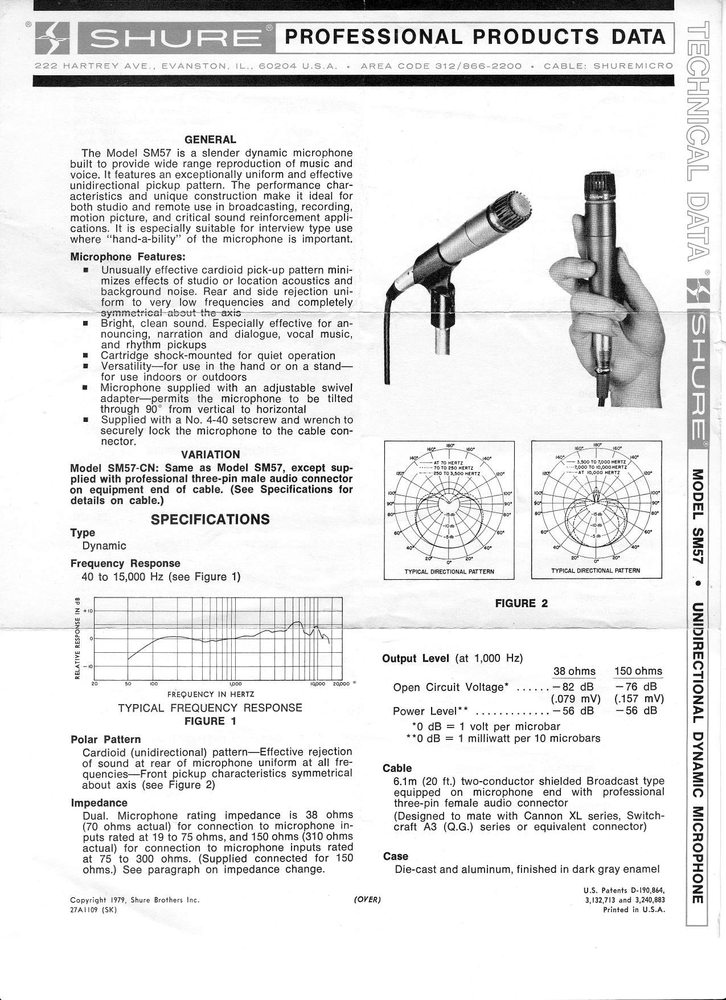 SHURE® PROFESSIONAL PRODUCTS DATA
222 HARTREY AVE., EVANSTON, IL., 60204 U.S.A. • AREA CODE 312/866-2200 • CABLE: SHUREMICRO
GENERAL
The Model SM57 is a slender dynamic microphone
built to provide wide range reproduction of music and
voice. It features an exceptionally uniform and effective
unidirectional pickup pattern. The performance char-
acteristics and unique construction make it ideal for
both studio and remote use in broadcasting, recording,
motion picture, and critical sound reinforcement appli-
cations. It is especially suitable for interview type use
where "hand-a-bility" of the microphone is important.
Microphone Features:
■ Unusually effective cardioid pick-up pattern mini-
mizes effects of studio or location acoustics and
background noise. Rear and side rejection uni-
form to very low frequencies and completely
symmetrical about the axis
■ Bright, clean sound. Especially effective for an-
nouncing, narration and dialogue, vocal music,
and rhythm pickups
■ Cartridge shock-mounted for quiet operation
■ Versatility—for use in the hand or on a stand—
for use indoors or outdoors
■ Microphone supplied with an adjustable swivel
adapter—permits the microphone to be tilted
through 90° from vertical to horizontal
■ Supplied with a No. 4-40 setscrew and wrench to
securely lock the microphone to the cable con-
nector.
VARIATION
Model SM57-CN: Same as Model SM57, except sup-
plied with professional three-pin male audio connector
on equipment end of cable. (See Specifications for
details on cable.)
SPECIFICATIONS
Type
Dynamic
Frequency Response
40 to 15,000 Hz (see Figure 1)
RELATIVE RESPONSE IN dB
+10
0
-10
20 50 100 1,000 10,000 20,000
FREQUENCY IN HERTZ
TYPICAL FREQUENCY RESPONSE
FIGURE 1
Polar Pattern
Cardioid (unidirectional) pattern—Effective rejection
of sound at rear of microphone uniform at all fre-
quencies—Front pickup characteristics symmetrical
about axis (see Figure 2)
Impedance
Dual. Microphone rating impedance is 38 ohms
(70 ohms actual) for connection to microphone in-
puts rated at 19 to 75 ohms, and 150 ohms (310 ohms
actual) for connection to microphone inputs rated
at 75 to 300 ohms. (Supplied connected for 150
ohms.) See paragraph on impedance change.
180°
160° 160°
140° 140°
AT 70 HERTZ
70 TO 250 HERTZ
120° 250 TO 3,500 HERTZ 120°
100° 100°
90° 90°
80° -15db 80°
-10db
60° -5db 60°
40° 40°
20° 20°
0°
TYPICAL DIRECTIONAL PATTERN
180°
160° 160°
140° 140°
3,500 TO 7,000 HERTZ
7,000 TO 10,000 HERTZ
120° AT 10,000 HERTZ 120°
100° 100°
90° 90°
80° -15db 80°
-10db
60° -5db 60°
40° 40°
20° 20°
0°
TYPICAL DIRECTIONAL PATTERN
FIGURE 2
Output Level (at 1,000 Hz)
38 ohms 150 ohms
Open Circuit Voltage* ...... −82 dB −76 dB
(.079 mV) (.157 mV)
Power Level** ............. −56 dB −56 dB
*0 dB = 1 volt per microbar
**0 dB = 1 milliwatt per 10 microbars
Cable
6.1m (20 ft.) two-conductor shielded Broadcast type
equipped on microphone end with professional
three-pin female audio connector
(Designed to mate with Cannon XL series, Switch-
craft A3 (Q.G.) series or equivalent connector)
Case
Die-cast and aluminum, finished in dark gray enamel
Copyright 1979, Shure Brothers Inc.
27A1109 (SK)
(OVER)
U.S. Patents D-190,864,
3,132,713 and 3,240,883
Printed in U.S.A.
TECHNICAL DATA ® SHURE® MODEL SM57 • UNIDIRECTIONAL DYNAMIC MICROPHONE